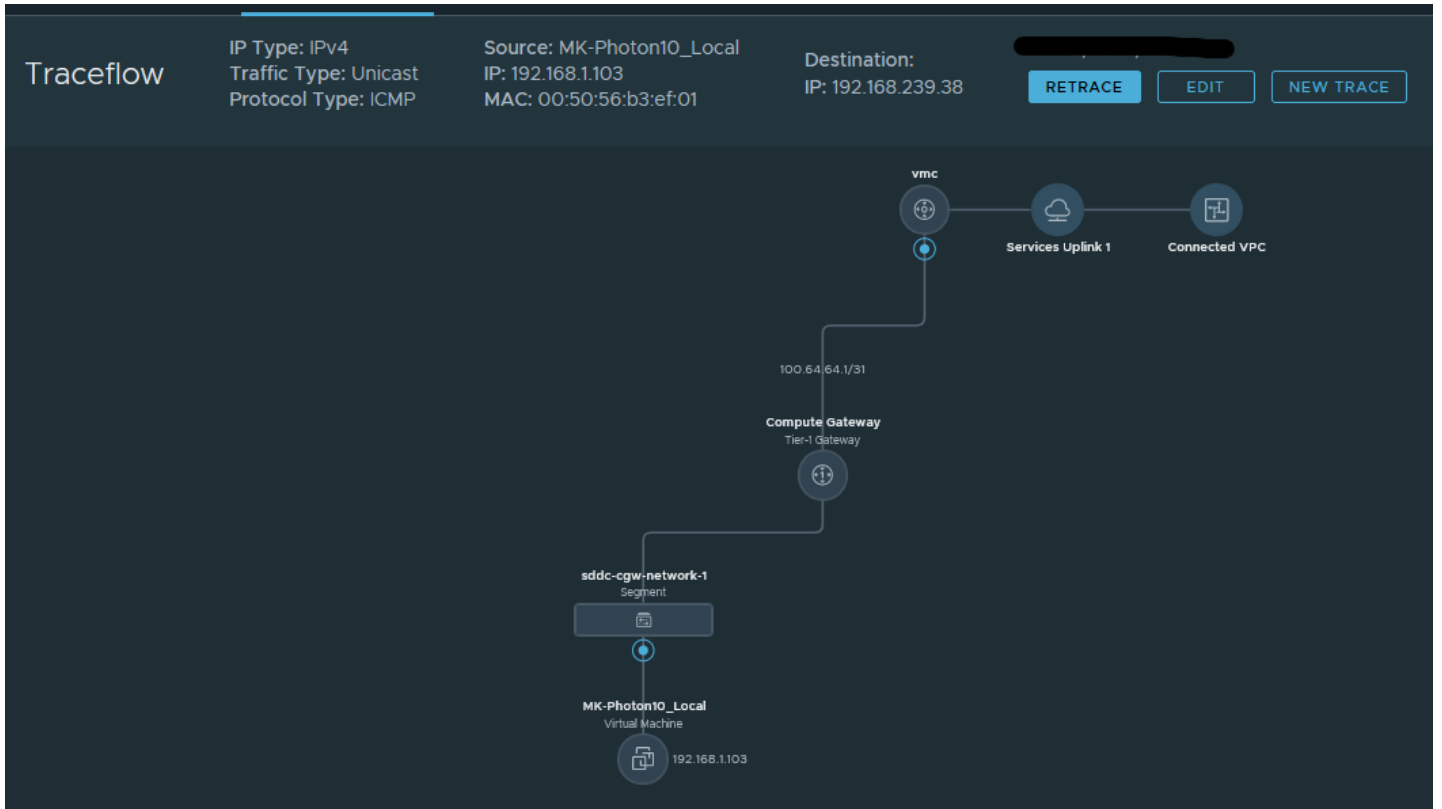 Traceflow
IP Type: IPv4
Traffic Type: Unicast
Protocol Type: ICMP
Source: MK-Photon10_Local
IP: 192.168.1.103
MAC: 00:50:56:b3:ef:01
Destination:
IP: 192.168.239.38
RETRACE
EDIT
NEW TRACE
vmc
Services Uplink 1
Connected VPC
100.64.64.1/31
Compute Gateway
Tier-1 Gateway
sddc-cgw-network-1
Segment
MK-Photon10_Local
Virtual Machine
192.168.1.103